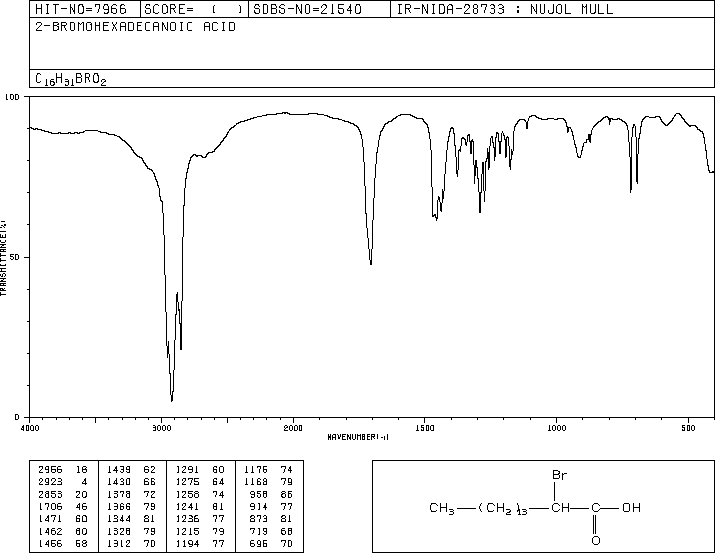 HIT-NO=7966 SCORE= ( ) SDBS-NO=21540 IR-NIDA-28733 : NUJOL MULL
2-BROMOHEXADECANOIC ACID
C16H31BRO2
100
50
0
TRANSMITTANCE(%)
4000 3000 2000 1500 1000 500
WAVENUMBER(-1)
2956 16 1439 62 1291 60 1176 74
2923 4 1430 66 1275 64 1169 79
2853 20 1378 72 1258 74 958 86
1706 46 1366 79 1241 81 914 77
1471 60 1344 81 1236 77 873 81
1462 60 1328 79 1215 79 719 68
1456 58 1312 70 1194 77 696 70
Br
CH3 (CH2)13 CH C OH
O